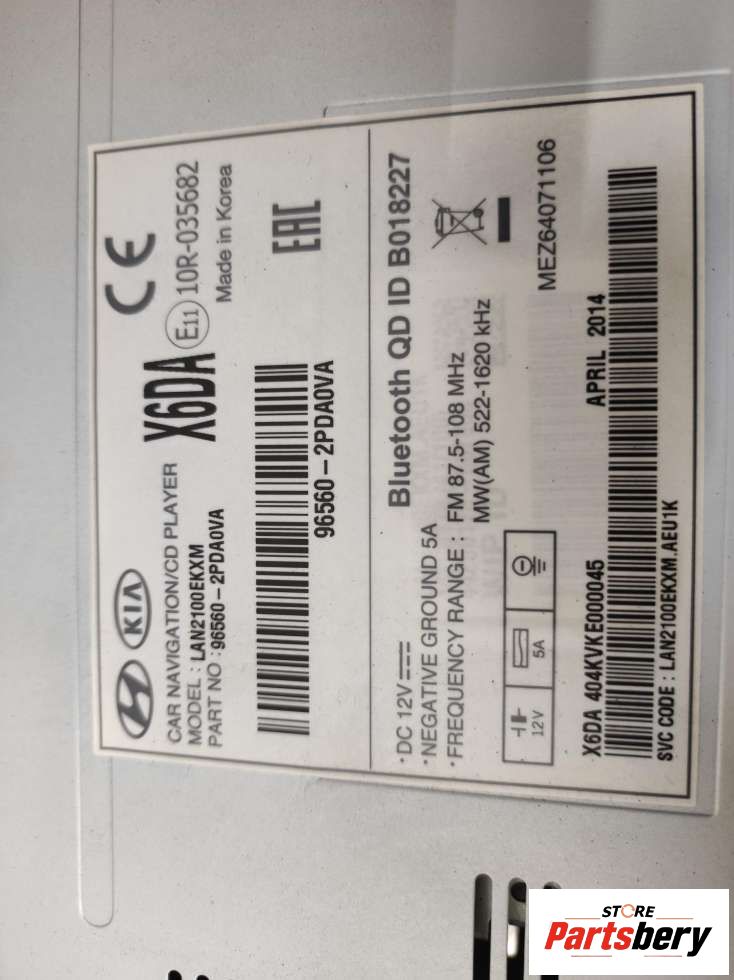 KIA
CAR NAVIGATION/CD PLAYER
MODEL : LAN2100EKXM
PART NO : 96560-2PDA0VA
X6DA
CE
E11 10R-035682
Made in Korea
EAC
96560-2PDA0VA
· DC 12V
· NEGATIVE GROUND 5A
· FREQUENCY RANGE : FM 87.5-108 MHz
MW(AM) 522-1620 kHz
Bluetooth QD ID B018227
12V 5A
MEZ64071106
X6DA 404KVKE000045
APRIL 2014
SVC CODE : LAN2100EKXM.AEU1K
STORE
Partsbery